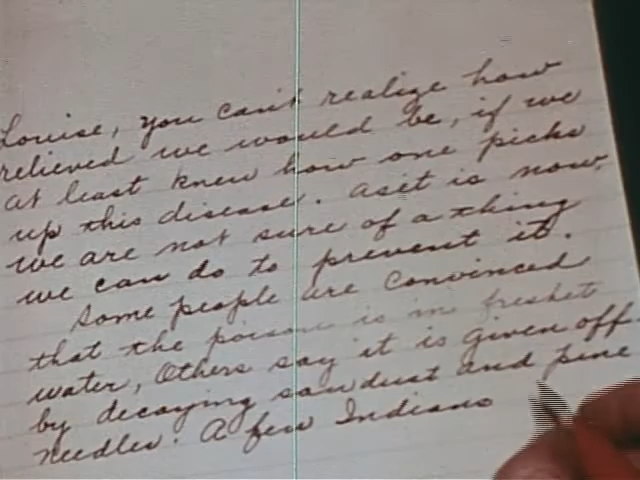 Louise, you can't realize how
relieved we would be, if we
at least knew how one picks
up this disease. As it is now,
we are not sure of a thing
we can do to prevent it.
Some people are convinced
that the poison is in freshet
water, Others say it is given off
by decaying sawdust and pine
needles. A few Indians